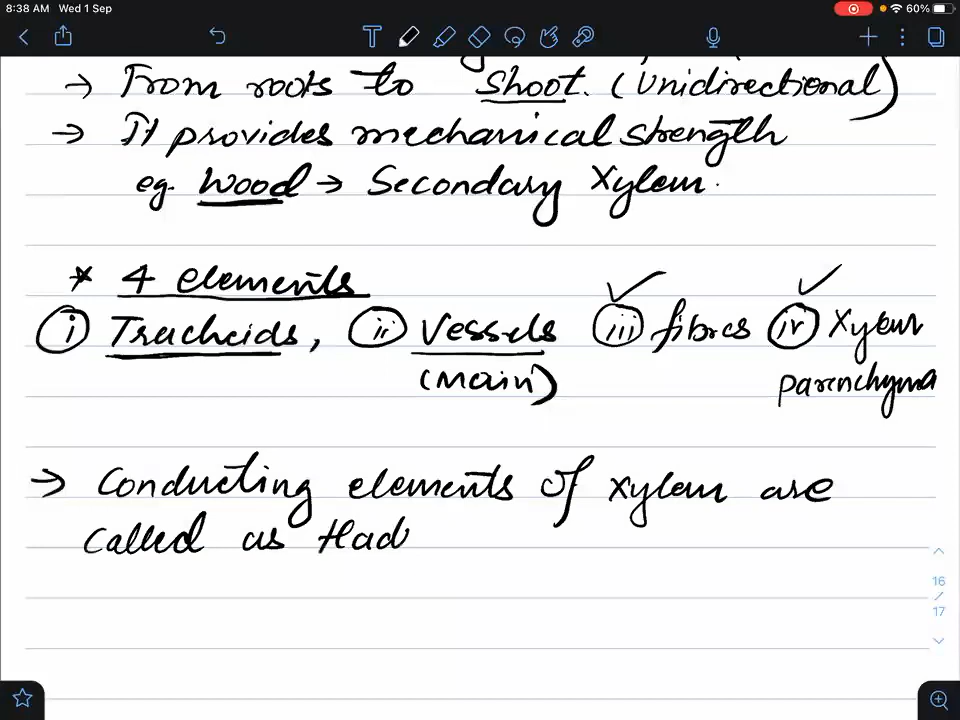 8:38 AM Wed 1 Sep
60%
→ From roots to shoot. (Unidirectional)
→ It provides mechanical strength
eg. Wood → Secondary Xylem.
* 4 elements
(i) Tracheids, (ii) Vessels (iii) fibres (iv) Xylem
(Main) parenchyma
→ Conducting elements of xylem are
called as Had
16
/
17